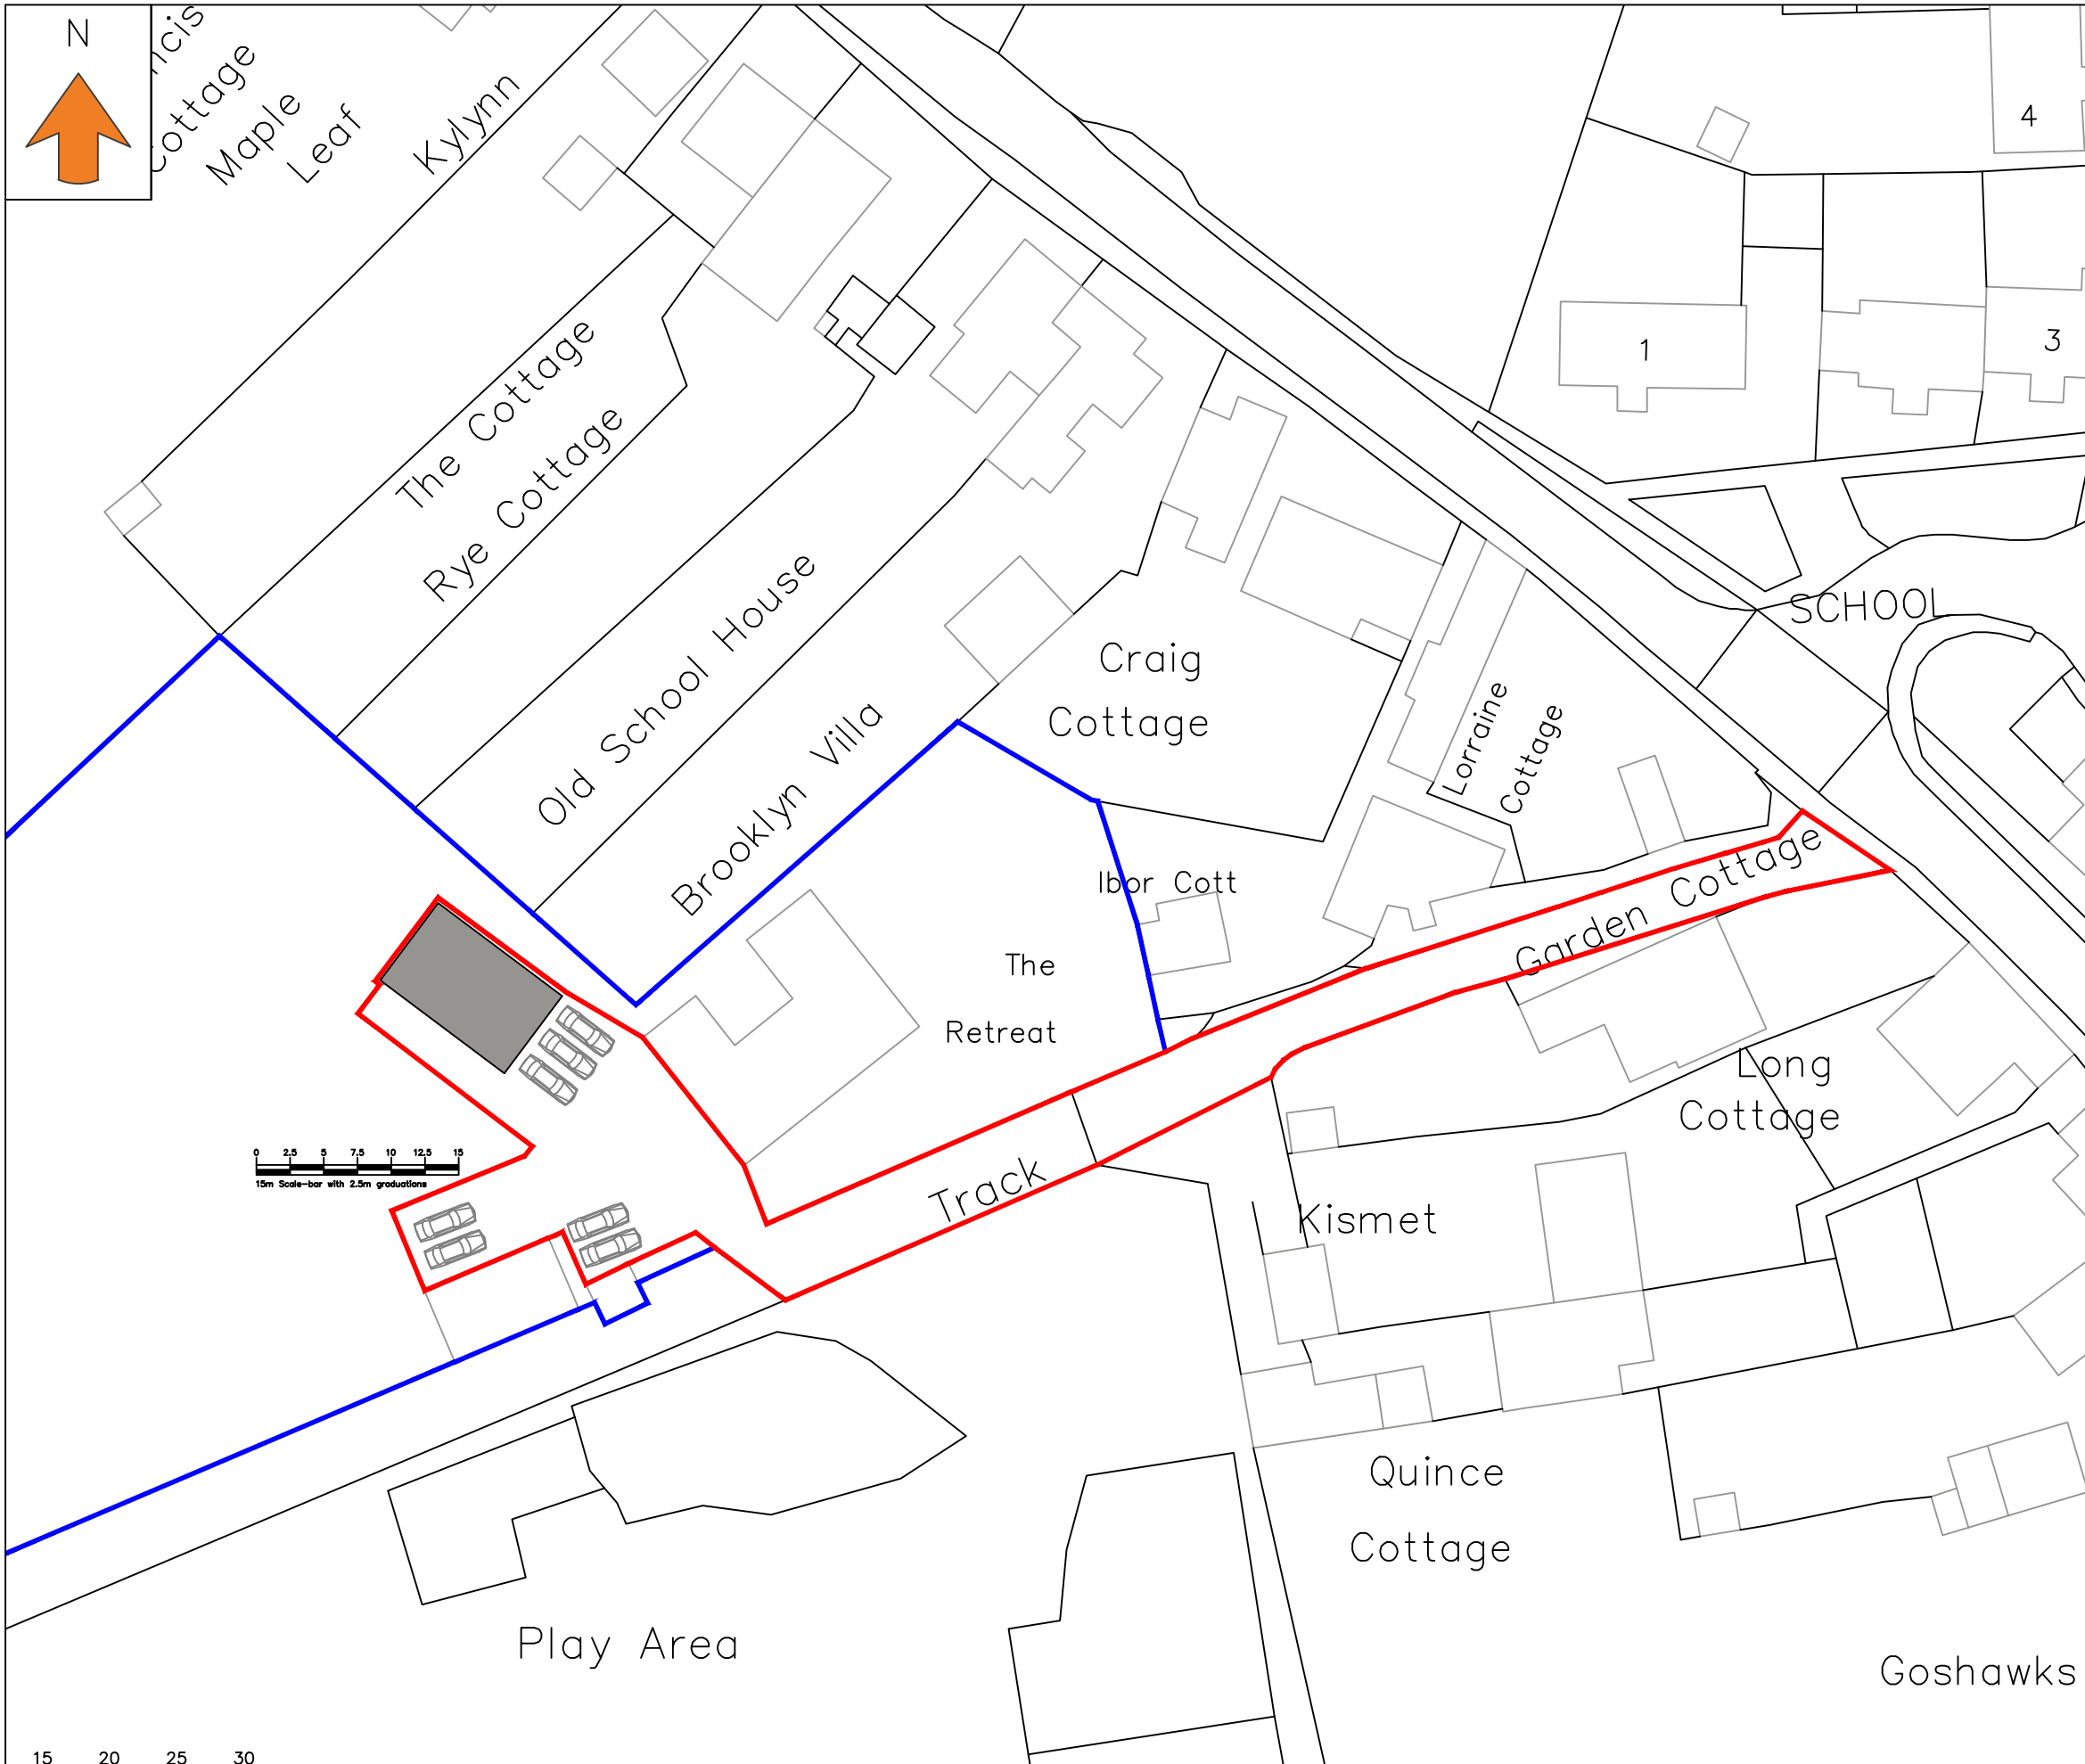 N
ncis
Cottage
Maple
Leaf
Kylynn
4
The Cottage
Rye Cottage
1
3
Old School House
SCHOOL
Craig
Cottage
Lorraine
Cottage
Brooklyn Villa
Ibor Cott
Garden Cottage
The
Retreat
Long
Cottage
0 2.5 5 7.5 10 12.5 15
15m Scale-bar with 2.5m graduations
Track
Kismet
Quince
Cottage
Play Area
Goshawks
15 20 25 30